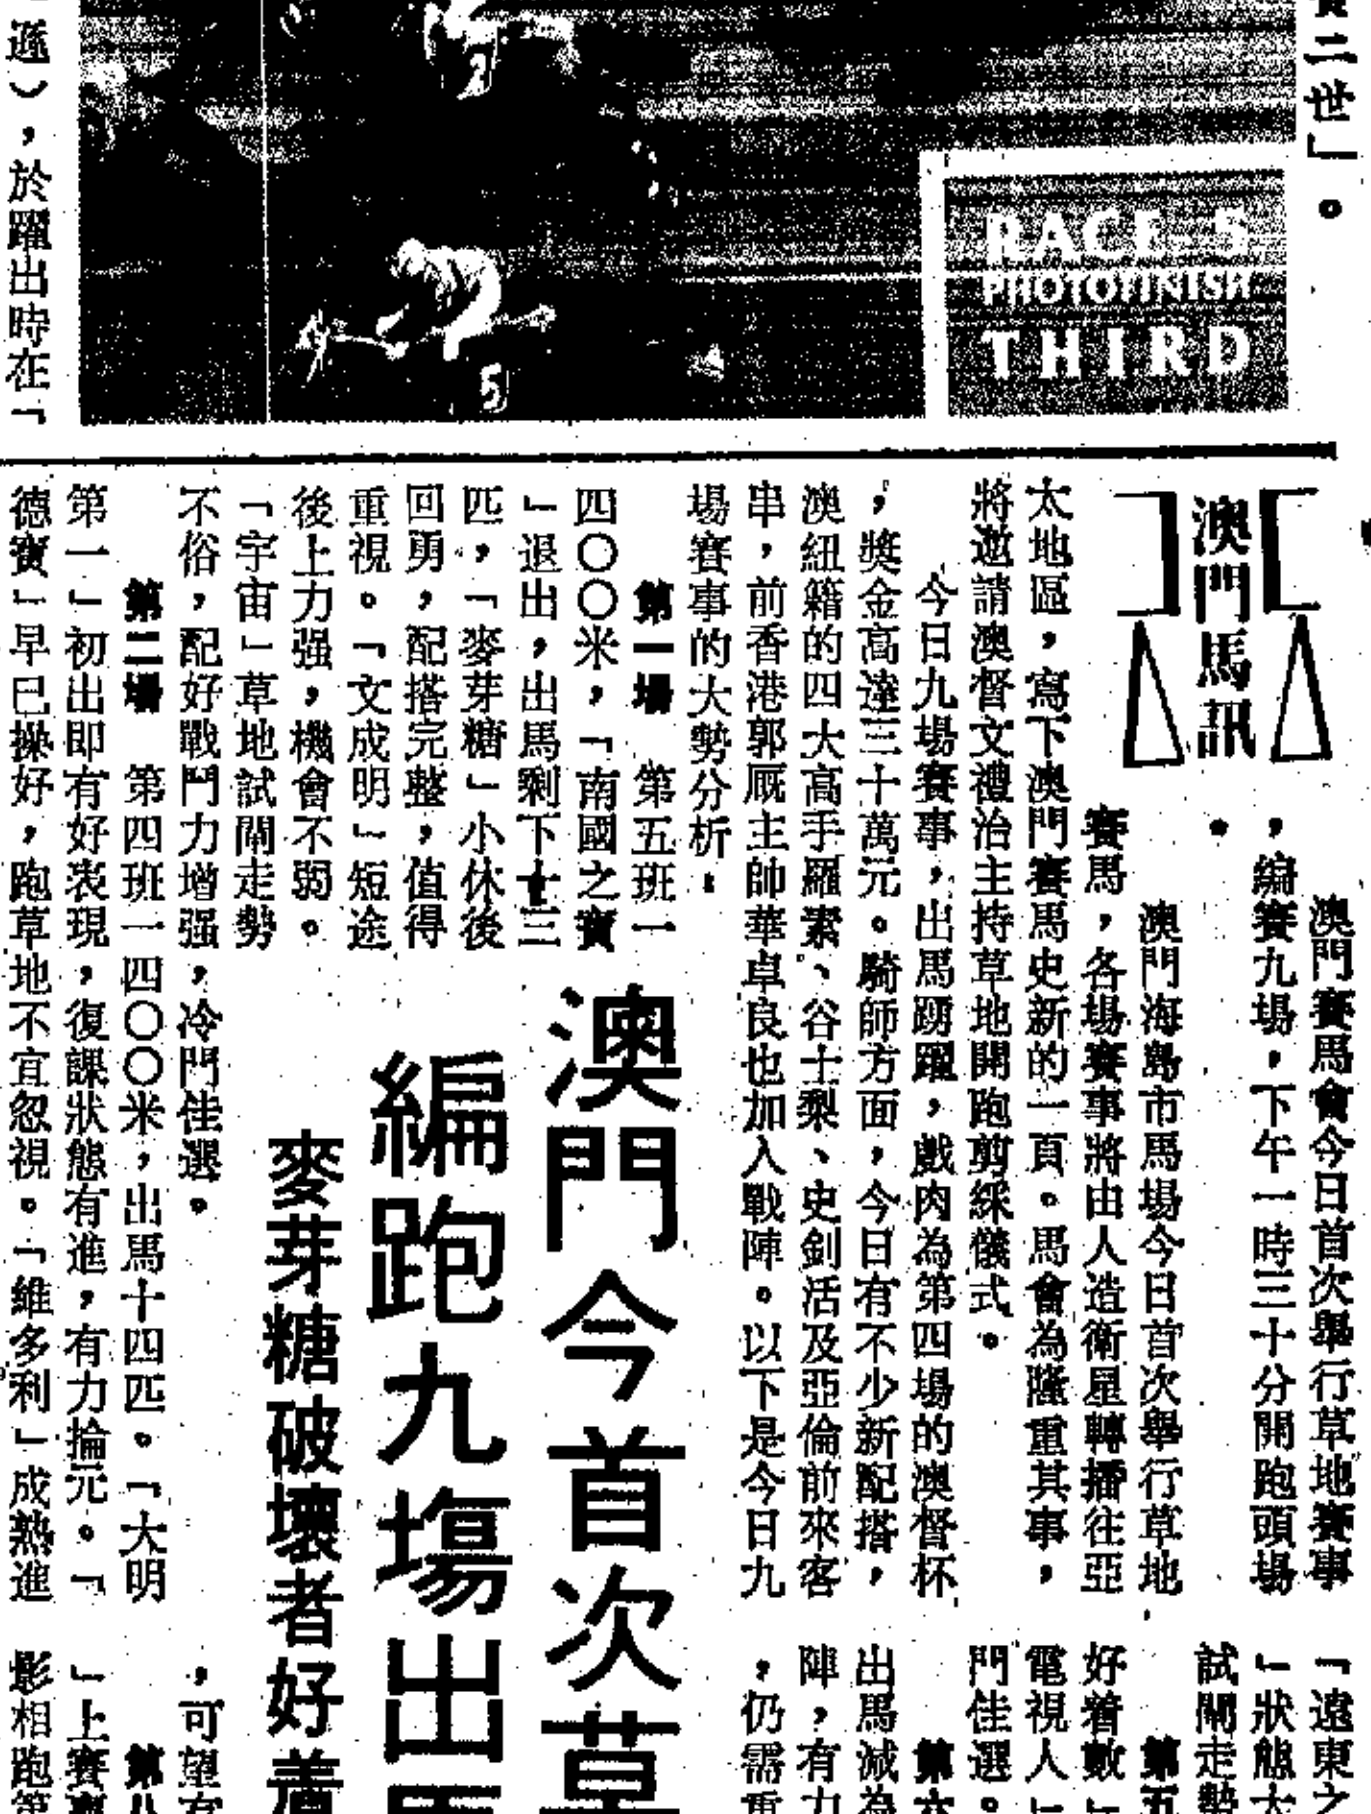 賽二世」。
RACE 5
PHOTOFINISH
THIRD
2
5
遜），於躍出時在「
澳門馬訊
澳門賽馬會今日首次舉行草地賽事
，編賽九場，下午一時三十分開跑頭場
。
澳門海島市馬場今日首次舉行草地
賽馬，各場賽事將由人造衛星轉播往亞
太地區，寫下澳門賽馬史新的一頁。馬會為隆重其事，
將邀請澳督文禮治主持草地開跑剪綵儀式。
今日九場賽事，出馬踴躍，戲肉為第四場的澳督杯
，獎金高達三十萬元。騎師方面，今日有不少新配搭，
澳紐籍的四大高手羅素、谷士梨、史釗活及亞倫前來客
串，前香港郭厩主帥華卓良也加入戰陣。以下是今日九
場賽事的大勢分析：
第一場　第五班一
四〇〇米，「南國之寶
」退出，出馬剩下十三
匹，「麥芽糖」小休後
回勇，配搭完整，值得
重視。「文成明」短途
後上力强，機會不弱。
「宇宙」草地試閘走勢
不俗，配好戰鬥力增强，冷門佳選。
第二場　第四班一四〇〇米，出馬十四匹。「大明
第一」初出即有好表現，復課狀態有進，有力掄元。「
德寶」早已操好，跑草地不宜忽視。「維多利」成熟進
澳門今首次草
編跑九場出馬
麥芽糖破壞者好着
「遠東之
」狀態大
試閘走勢
第五
好着數」
電視人」
門佳選。
第六
出馬減為
陣，有力
，仍需重
，可望有
第八
」上賽
影相跑第